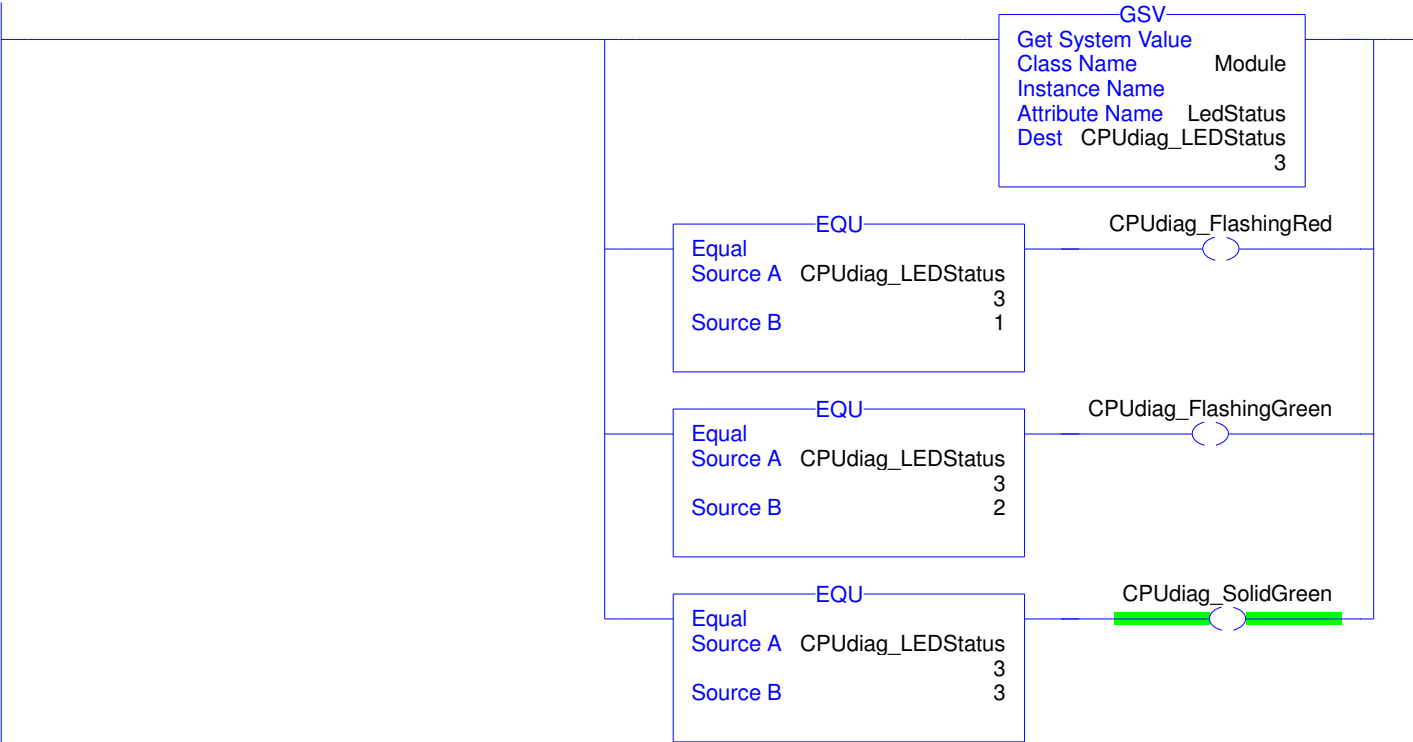 GSV
Get System Value
Class Name Module
Instance Name
Attribute Name LedStatus
Dest CPUdiag_LEDStatus
3
EQU
Equal
Source A CPUdiag_LEDStatus
3
Source B 1
CPUdiag_FlashingRed
EQU
Equal
Source A CPUdiag_LEDStatus
3
Source B 2
CPUdiag_FlashingGreen
EQU
Equal
Source A CPUdiag_LEDStatus
3
Source B 3
CPUdiag_SolidGreen